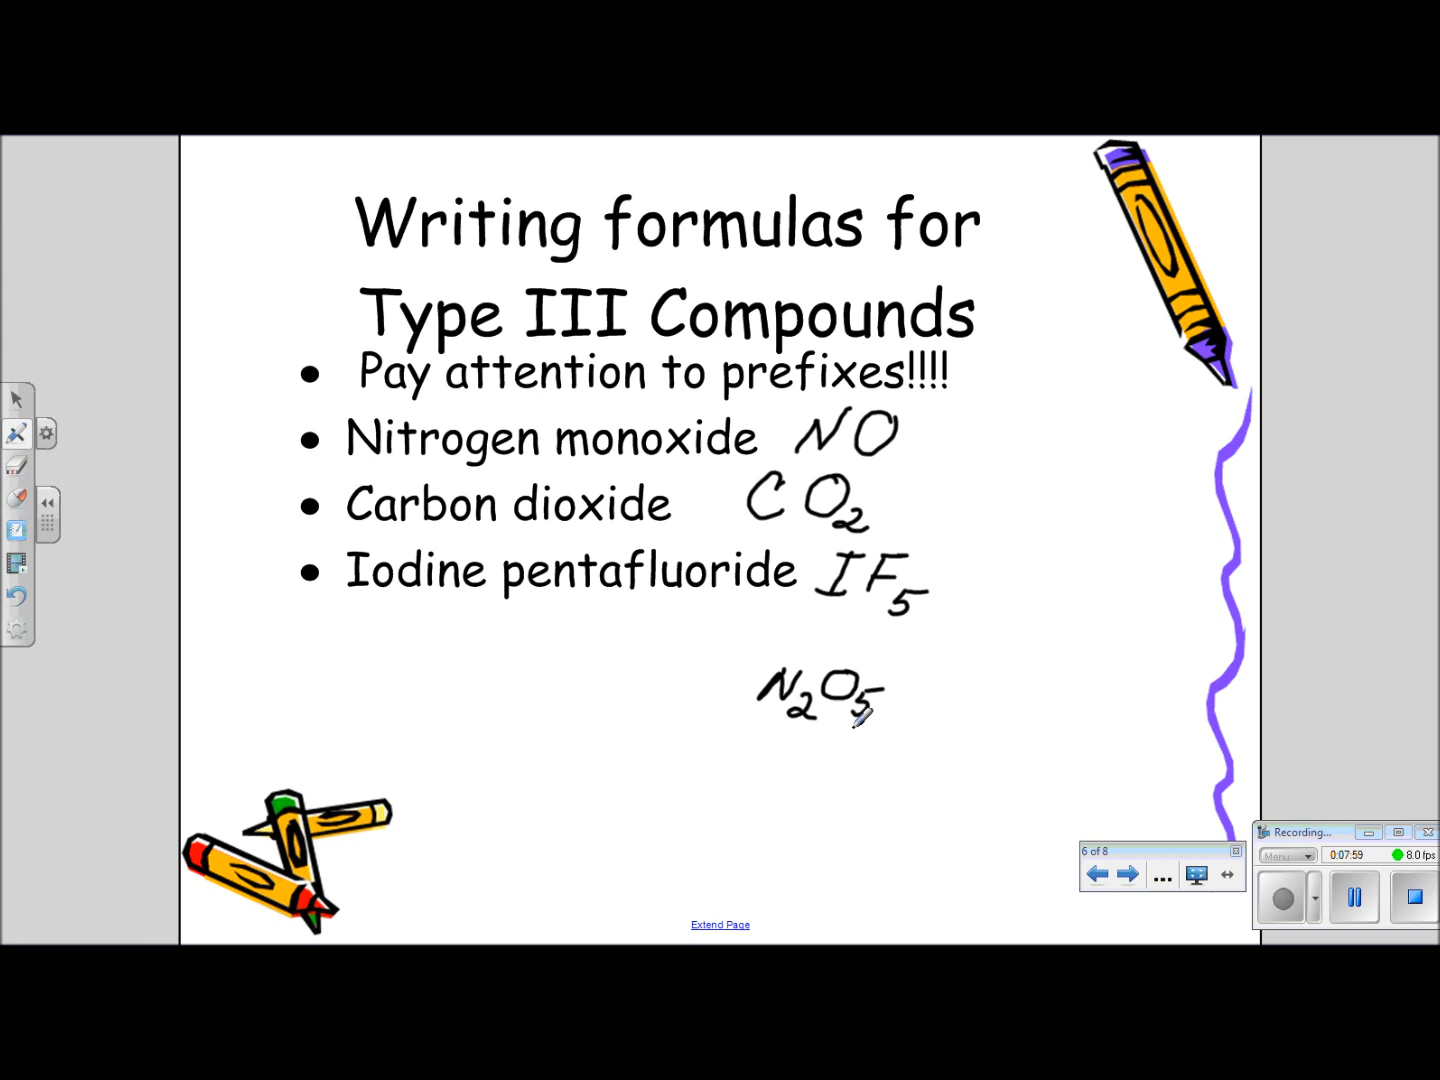 Writing formulas for
Type III Compounds
• Pay attention to prefixes!!!!
• Nitrogen monoxide NO
• Carbon dioxide CO₂
• Iodine pentafluoride IF₅
N₂O₅
6 of 8
...
Recording...
Menu 0:07:59 8.0 fps
Extend Page